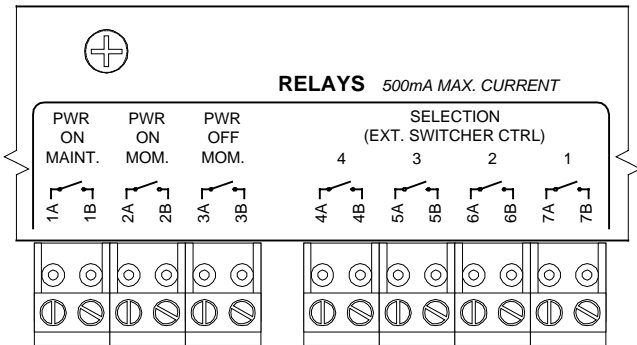 RELAYS 500mA MAX. CURRENT
PWR ON MAINT.
PWR ON MOM.
PWR OFF MOM.
SELECTION
(EXT. SWITCHER CTRL)
4 3 2 1
1A 1B 2A 2B 3A 3B 4A 4B 5A 5B 6A 6B 7A 7B